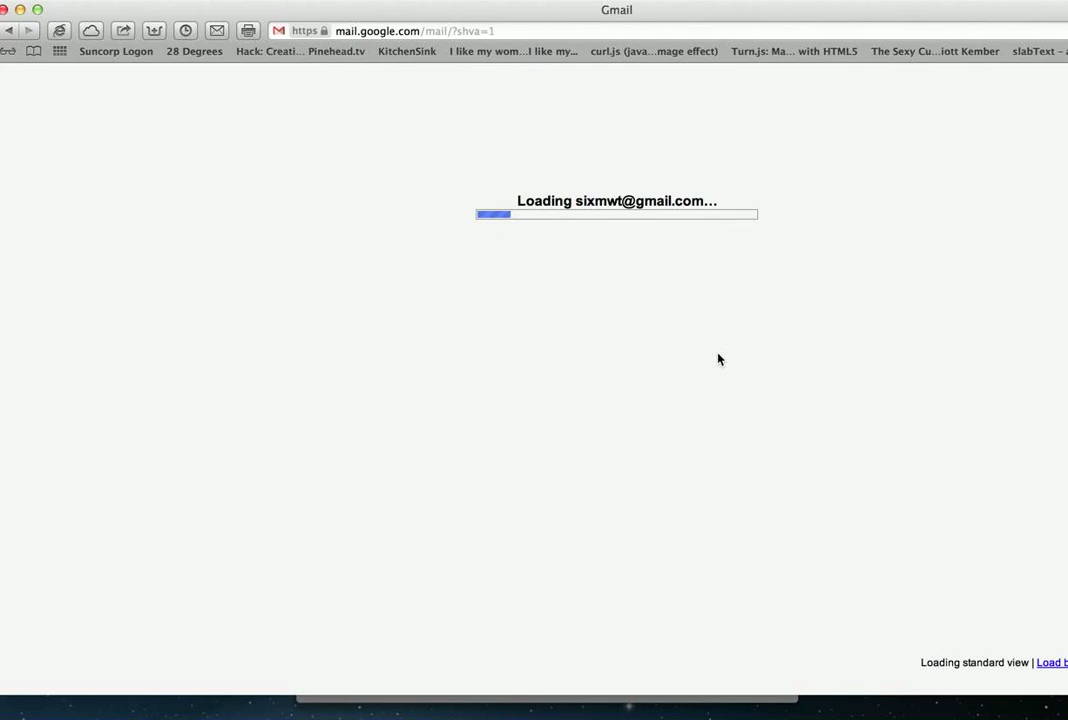 Gmail
https mail.google.com/mail/?shva=1
Suncorp Logon 28 Degrees Hack: Creati... Pinehead.tv KitchenSink I like my wom...I like my... curl.js (java...mage effect) Turn.js: Ma... with HTML5 The Sexy Cu...iott Kember slabText – a
Loading sixmwt@gmail.com...
Loading standard view | Load b